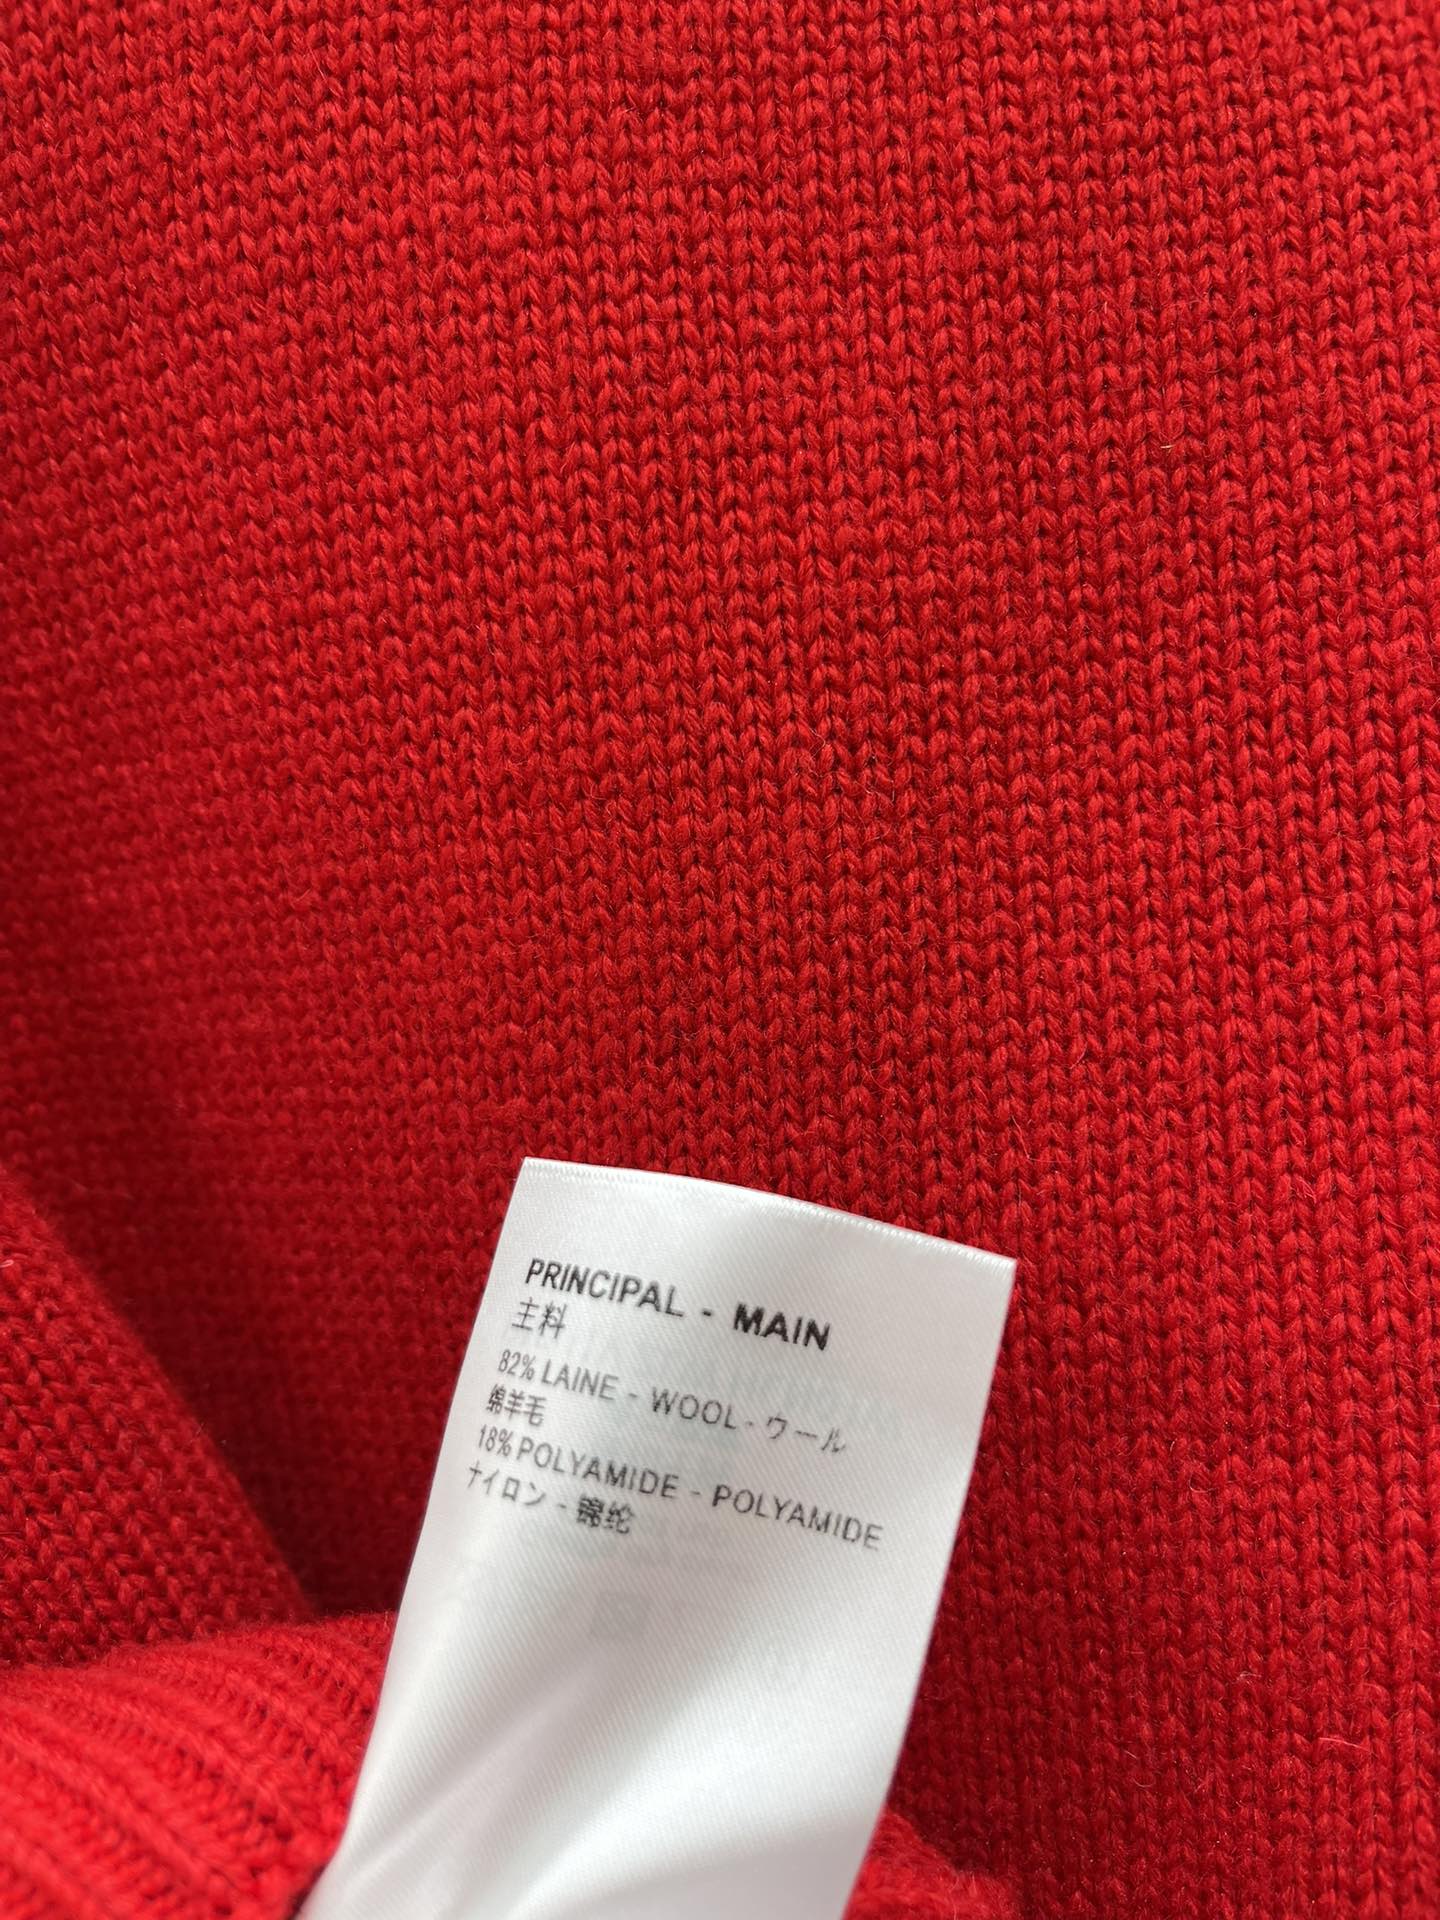 PRINCIPAL - MAIN
主料
82% LAINE - WOOL - ウール
绵羊毛
18% POLYAMIDE - POLYAMIDE
ナイロン - 锦纶